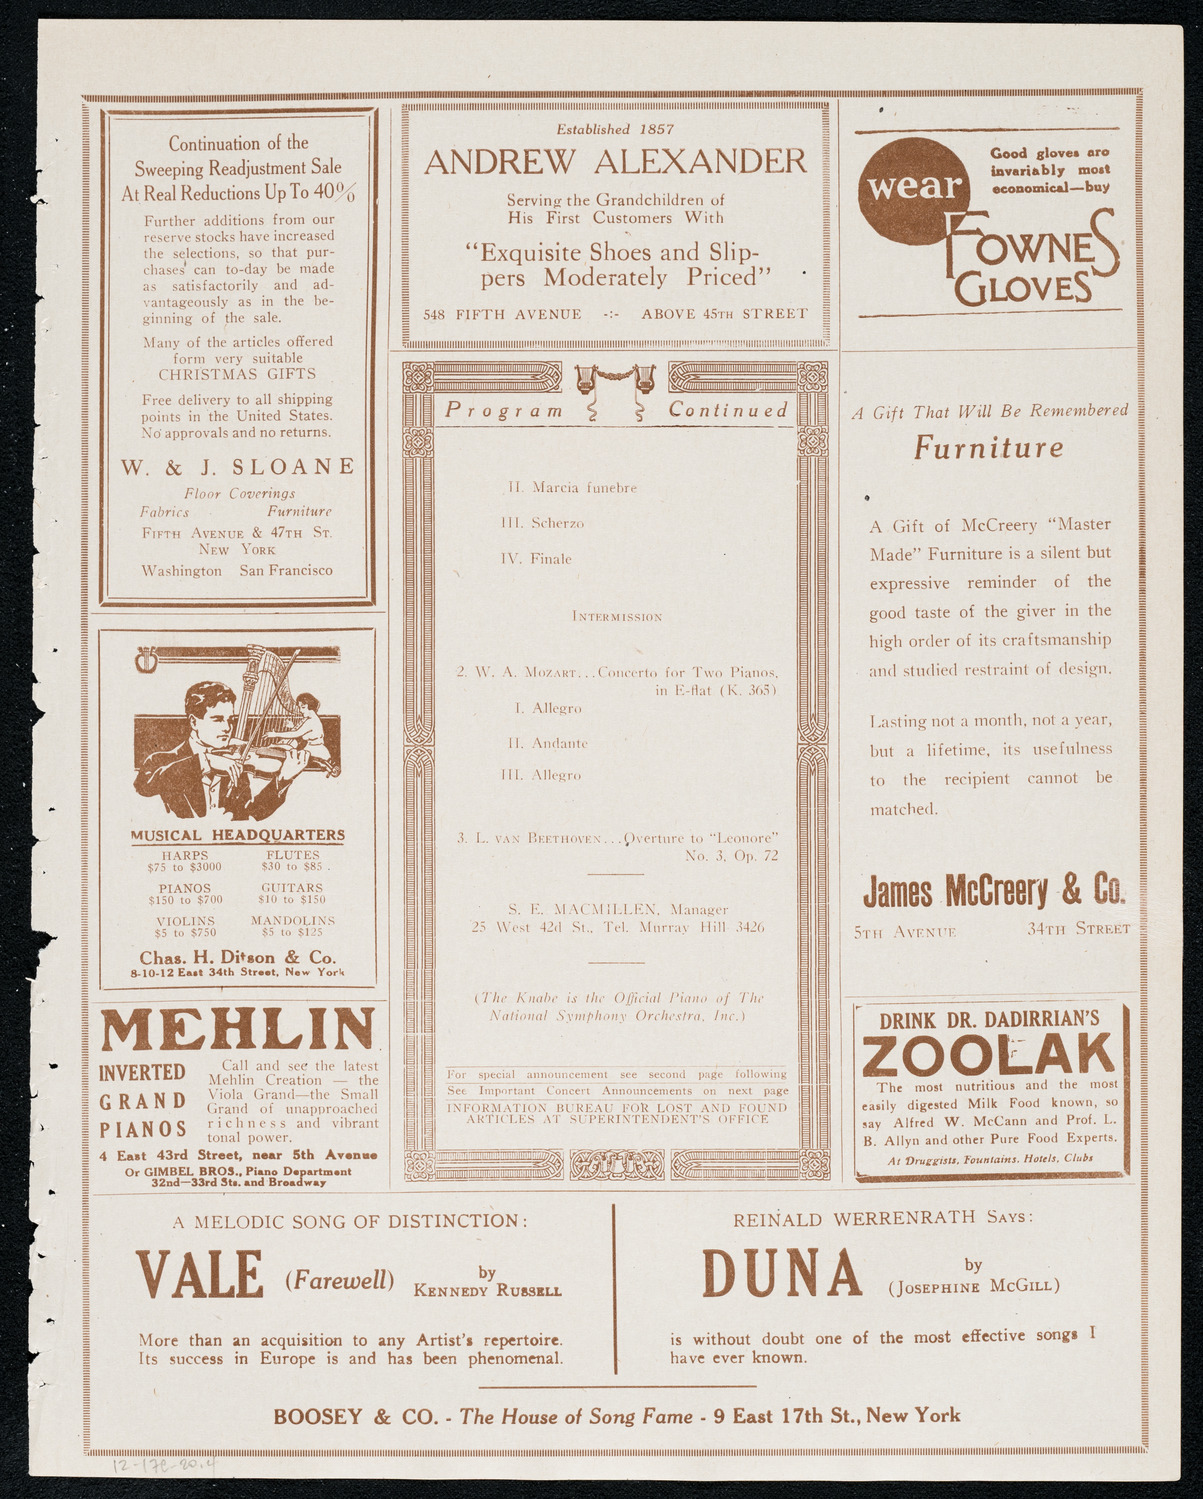 Continuation of the
Sweeping Readjustment Sale
At Real Reductions Up To 40%
Further additions from our
reserve stocks have increased
the selections, so that pur-
chases can to-day be made
as satisfactorily and ad-
vantageously as in the be-
ginning of the sale.
Many of the articles offered
form very suitable
CHRISTMAS GIFTS
Free delivery to all shipping
points in the United States.
No approvals and no returns.
W. & J. SLOANE
Floor Coverings
Fabrics Furniture
FIFTH AVENUE & 47TH ST.
NEW YORK
Washington San Francisco
Established 1857
ANDREW ALEXANDER
Serving the Grandchildren of
His First Customers With
“Exquisite Shoes and Slip-
pers Moderately Priced”
548 FIFTH AVENUE -:- ABOVE 45TH STREET
wear
Good gloves are
invariably most
economical—buy
FOWNES
GLOVES
MUSICAL HEADQUARTERS
HARPS FLUTES
$75 to $3000 $30 to $85.
PIANOS GUITARS
$150 to $700 $10 to $150
VIOLINS MANDOLINS
$5 to $750 $5 to $125
Chas. H. Ditson & Co.
8-10-12 East 34th Street, New York
MEHLIN
INVERTED
GRAND
PIANOS
Call and see the latest
Mehlin Creation — the
Viola Grand—the Small
Grand of unapproached
richness and vibrant
tonal power.
4 East 43rd Street, near 5th Avenue
Or GIMBEL BROS., Piano Department
32nd—33rd Sts. and Broadway
Program Continued
II. Marcia funebre
III. Scherzo
IV. Finale
INTERMISSION
2. W. A. MOZART...Concerto for Two Pianos,
in E-flat (K. 365)
I. Allegro
II. Andante
III. Allegro
3. L. VAN BEETHOVEN...Overture to “Leonore”
No. 3, Op. 72
S. E. MACMILLEN, Manager
25 West 42d St., Tel. Murray Hill 3426
(The Knabe is the Official Piano of The
National Symphony Orchestra, Inc.)
For special announcement see second page following
See Important Concert Announcements on next page
INFORMATION BUREAU FOR LOST AND FOUND
ARTICLES AT SUPERINTENDENT'S OFFICE
A Gift That Will Be Remembered
Furniture
A Gift of McCreery “Master
Made” Furniture is a silent but
expressive reminder of the
good taste of the giver in the
high order of its craftsmanship
and studied restraint of design.
Lasting not a month, not a year,
but a lifetime, its usefulness
to the recipient cannot be
matched.
James McCreery & Co.
5TH AVENUE 34TH STREET
DRINK DR. DADIRRIAN'S
ZOOLAK
The most nutritious and the most
easily digested Milk Food known, so
say Alfred W. McCann and Prof. L.
B. Allyn and other Pure Food Experts.
At Druggists, Fountains, Hotels, Clubs
A MELODIC SONG OF DISTINCTION:
VALE (Farewell) by
KENNEDY RUSSELL
More than an acquisition to any Artist's repertoire.
Its success in Europe is and has been phenomenal.
REINALD WERRENRATH SAYS:
DUNA by
(JOSEPHINE MCGILL)
is without doubt one of the most effective songs I
have ever known.
BOOSEY & CO. - The House of Song Fame - 9 East 17th St., New York